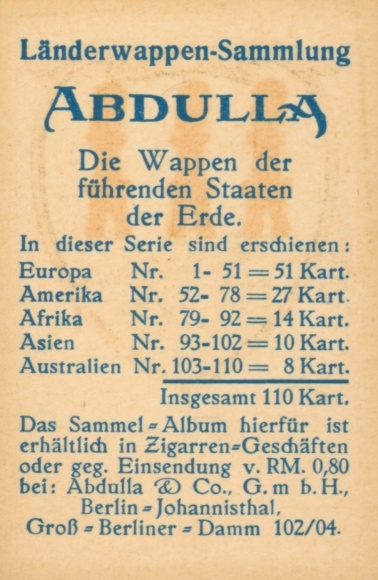 Länderwappen-Sammlung
ABDULLA
Die Wappen der
führenden Staaten
der Erde.
In dieser Serie sind erschienen:
Europa Nr. 1- 51 = 51 Kart.
Amerika Nr. 52- 78 = 27 Kart.
Afrika Nr. 79- 92 = 14 Kart.
Asien Nr. 93-102 = 10 Kart.
Australien Nr. 103-110 = 8 Kart.
Insgesamt 110 Kart.
Das Sammel=Album hierfür ist
erhältlich in Zigarren=Geschäften
oder geg. Einsendung v. RM. 0,80
bei: Abdulla & Co., G. m b. H.,
Berlin=Johannisthal,
Groß=Berliner=Damm 102/04.